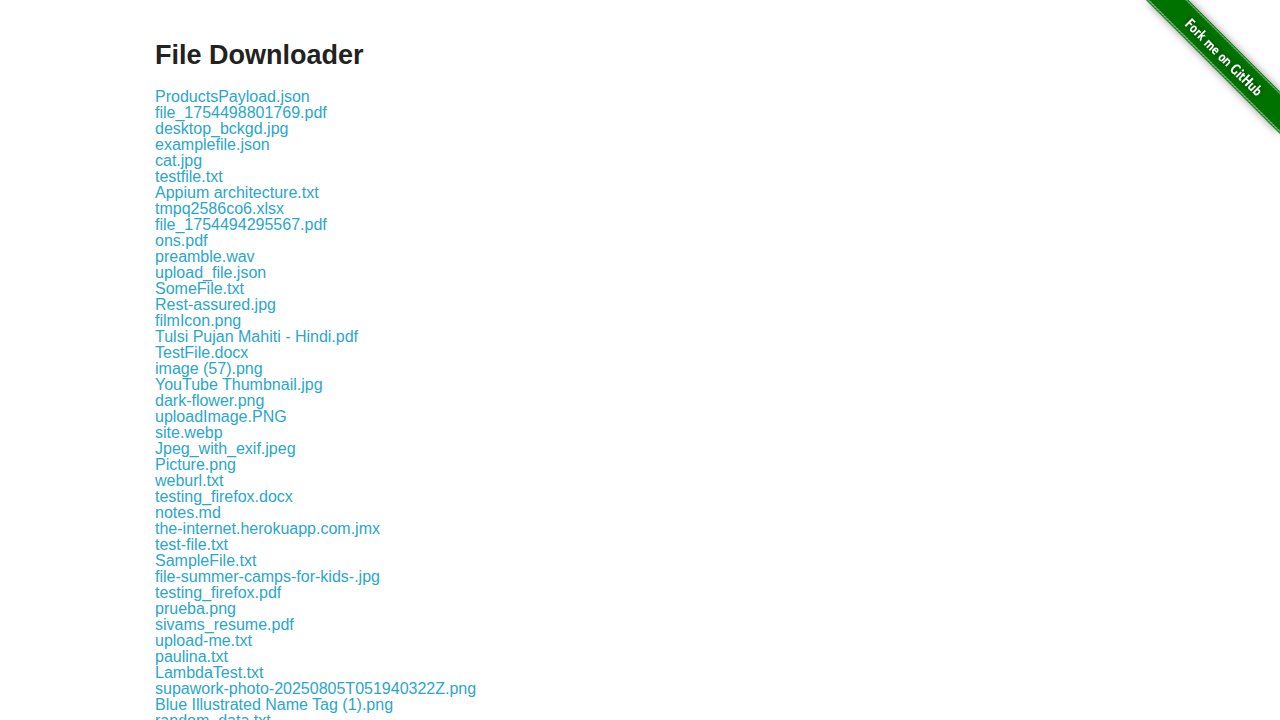 File Downloader
Fork me on GitHub
ProductsPayload.json
file_1754498801769.pdf
desktop_bckgd.jpg
examplefile.json
cat.jpg
testfile.txt
Appium architecture.txt
tmpq2586co6.xlsx
file_1754494295567.pdf
ons.pdf
preamble.wav
upload_file.json
SomeFile.txt
Rest-assured.jpg
filmIcon.png
Tulsi Pujan Mahiti - Hindi.pdf
TestFile.docx
image (57).png
YouTube Thumbnail.jpg
dark-flower.png
uploadImage.PNG
site.webp
Jpeg_with_exif.jpeg
Picture.png
weburl.txt
testing_firefox.docx
notes.md
the-internet.herokuapp.com.jmx
test-file.txt
SampleFile.txt
file-summer-camps-for-kids-.jpg
testing_firefox.pdf
prueba.png
sivams_resume.pdf
upload-me.txt
paulina.txt
LambdaTest.txt
supawork-photo-20250805T051940322Z.png
Blue Illustrated Name Tag (1).png
random_data.txt